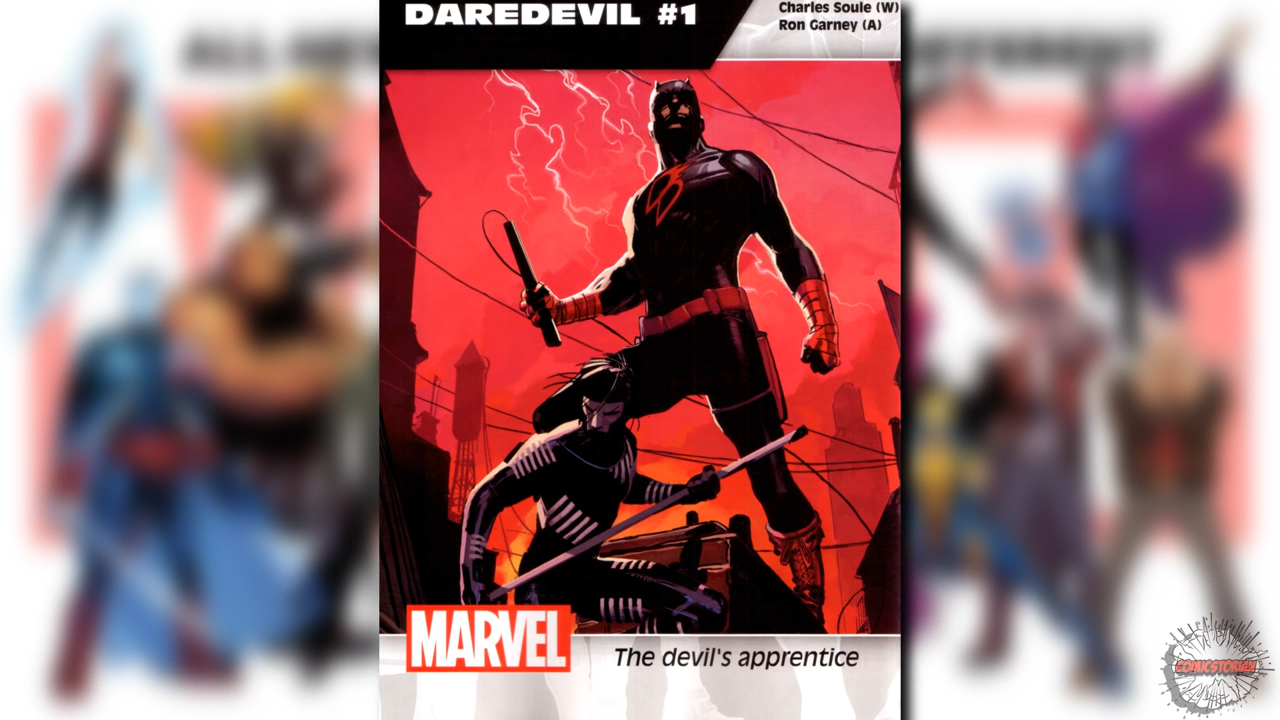 DAREDEVIL #1
Charles Soule (W)
Ron Garney (A)
MARVEL
The devil's apprentice
COMICSTORIAN